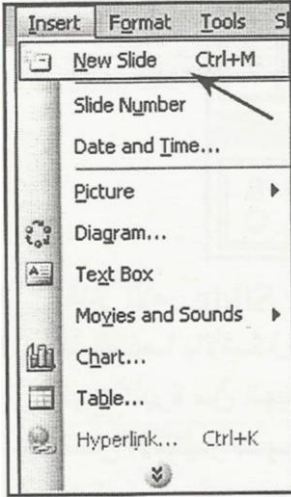 Insert Format Tools Sl
New Slide Ctrl+M
Slide Number
Date and Time...
Picture
Diagram...
Text Box
Movies and Sounds
Chart...
Table...
Hyperlink... Ctrl+K